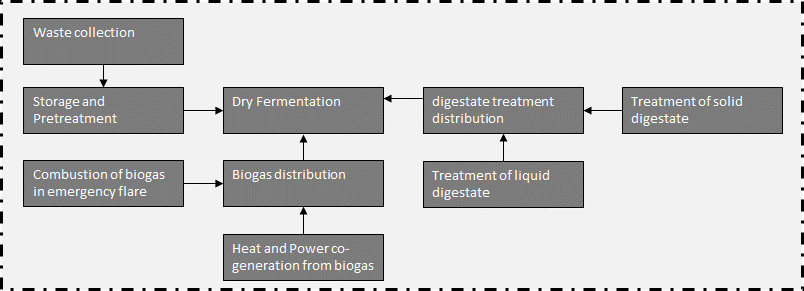 Waste collection
Storage and
Pretreatment
Dry Fermentation
digestate treatment
distribution
Treatment of solid
digestate
Combustion of biogas
in emergency flare
Biogas distribution
Treatment of liquid
digestate
Heat and Power co-
generation from biogas